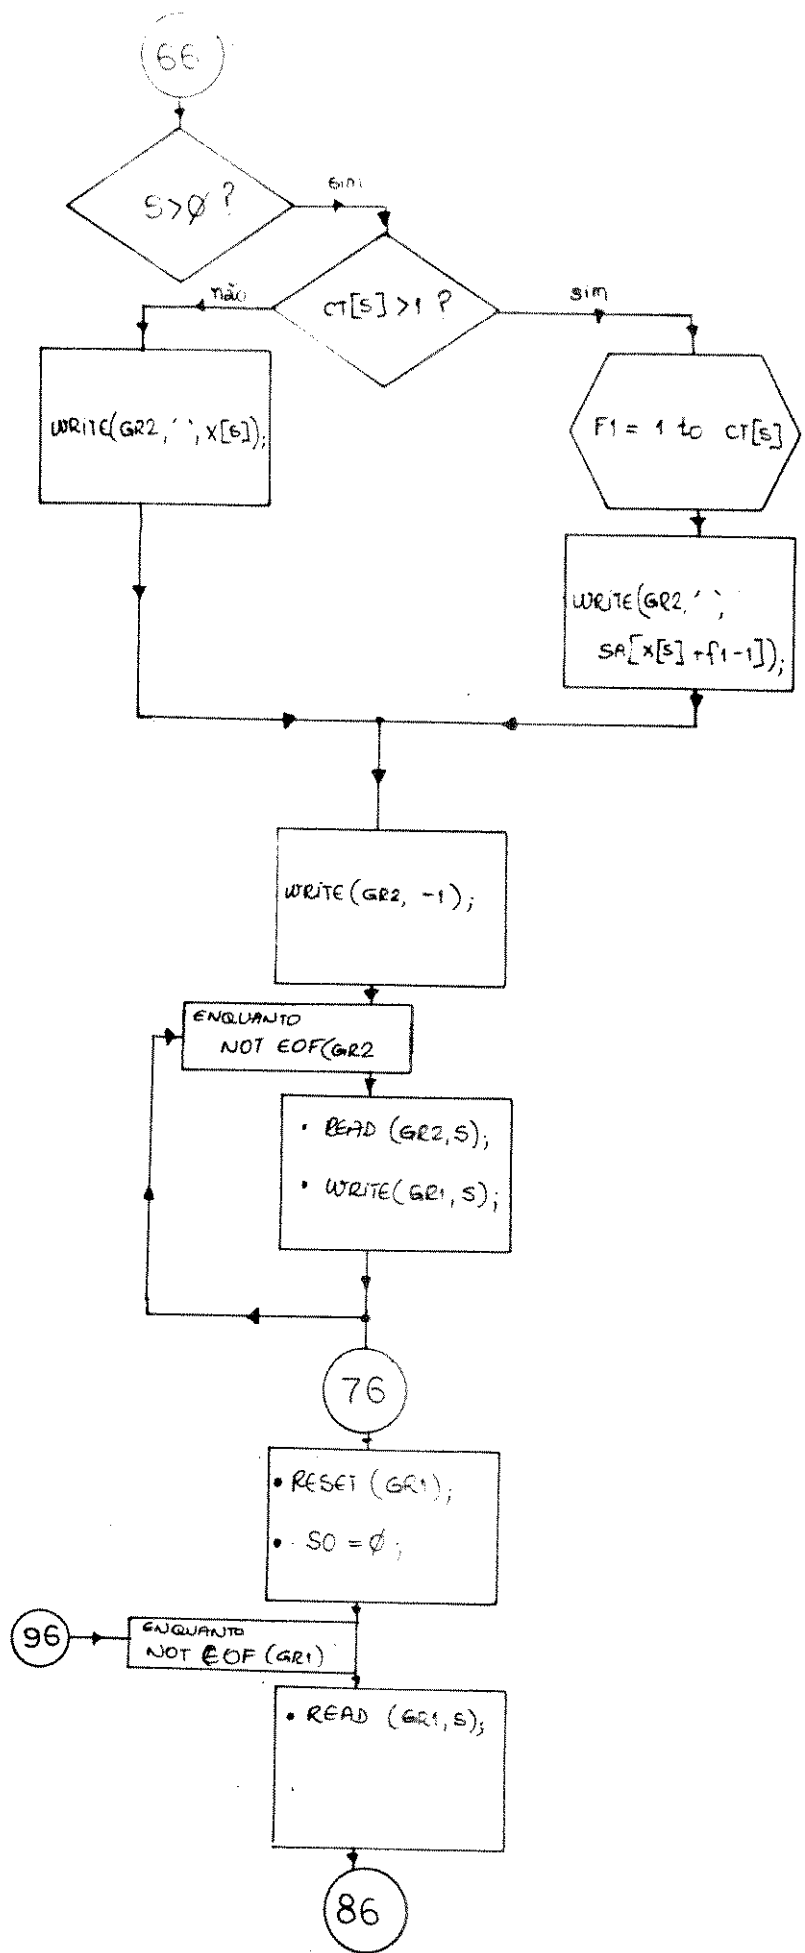 66
S>Ø ?
sim
CT[S] >1 ?
não
sim
WRITE(GR2,' ', X[S]);
F1 = 1 to CT[S]
WRITE(GR2,' ',
SA[X[S]+f1-1]);
WRITE(GR2, -1);
ENQUANTO
NOT EOF(GR2
• READ (GR2,S);
• WRITE(GR1, S);
76
• RESET (GR1);
• SO = Ø ;
96
ENQUANTO
NOT EOF (GR1)
• READ (GR1,S);
86